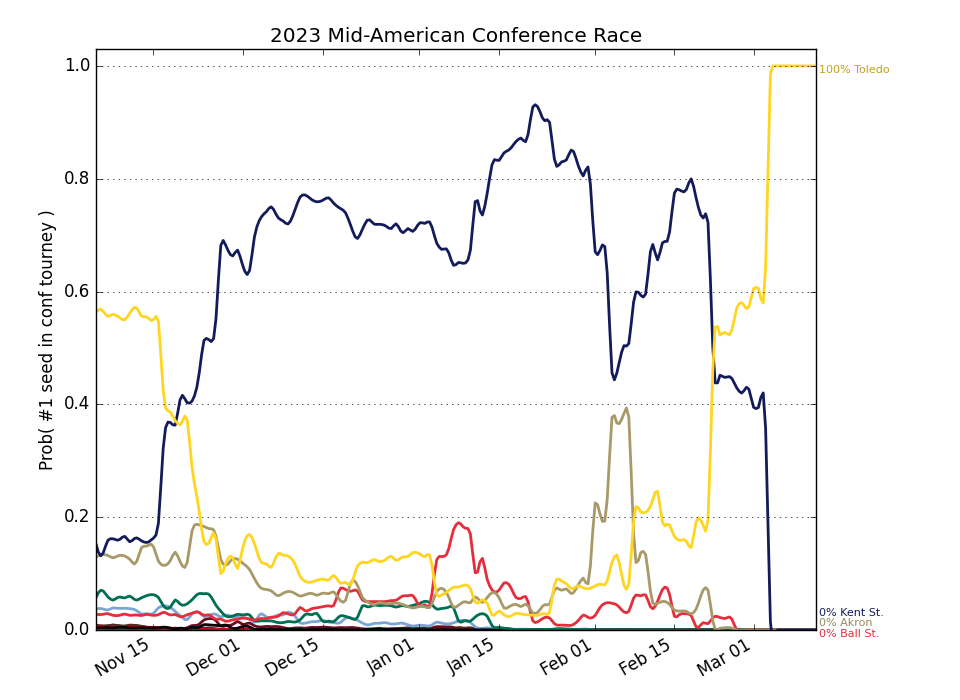 2023 Mid-American Conference Race
Prob( #1 seed in conf tourney )
1.0
0.8
0.6
0.4
0.2
0.0
Nov 15
Dec 01
Dec 15
Jan 01
Jan 15
Feb 01
Feb 15
Mar 01
100% Toledo
0% Kent St.
0% Akron
0% Ball St.